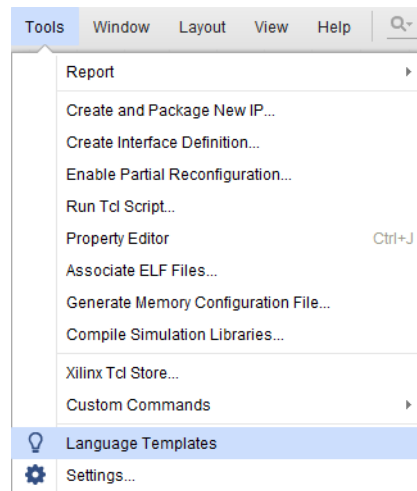 Tools Window Layout View Help
Report
Create and Package New IP...
Create Interface Definition...
Enable Partial Reconfiguration...
Run Tcl Script...
Property Editor Ctrl+J
Associate ELF Files...
Generate Memory Configuration File...
Compile Simulation Libraries...
Xilinx Tcl Store...
Custom Commands
Language Templates
Settings...